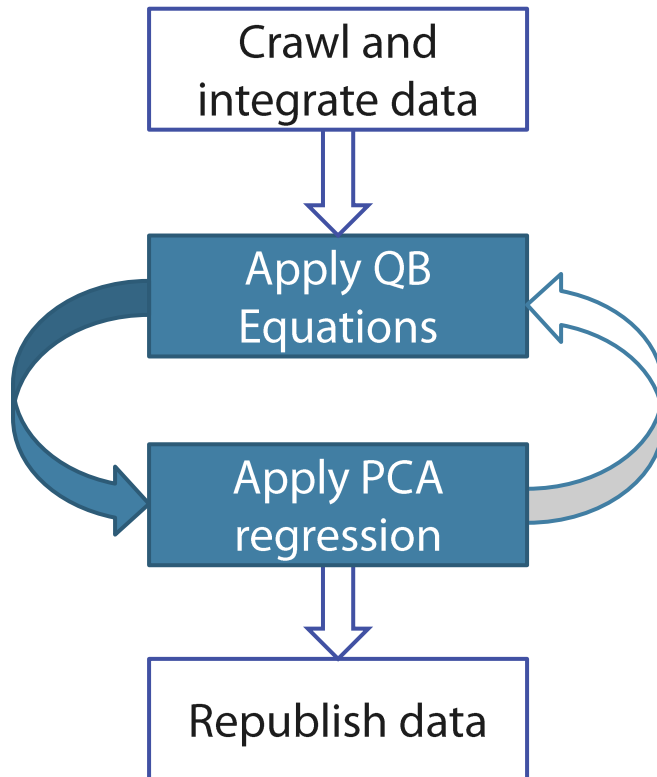 Crawl and
integrate data
Apply QB
Equations
Apply PCA
regression
Republish data